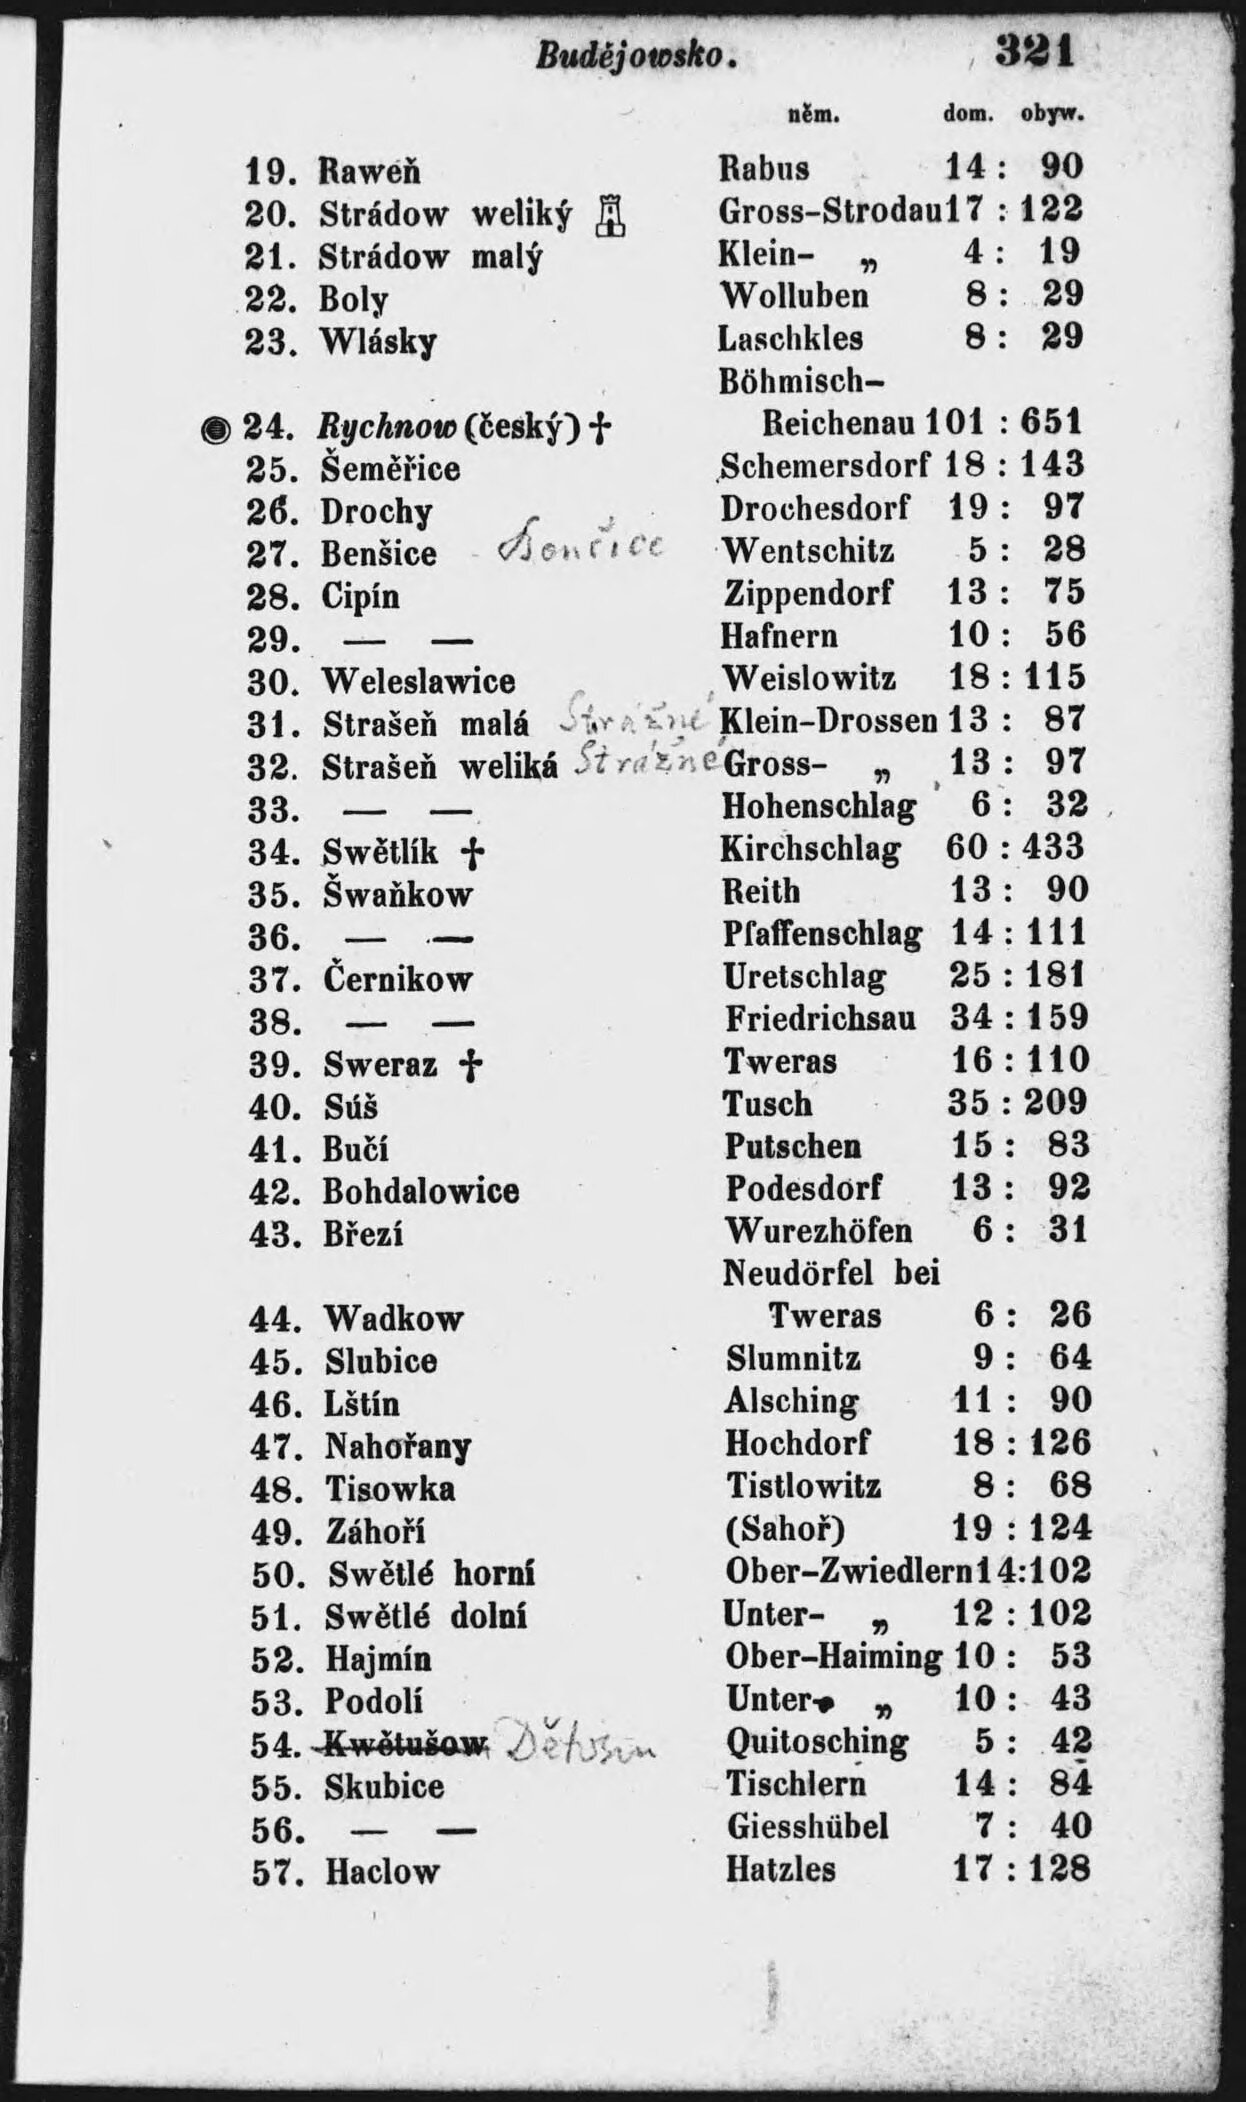 Budějowsko. 321
něm. dom. obyw.
19. Raweň Rabus 14 : 90
20. Strádow weliký Gross-Strodau 17 : 122
21. Strádow malý Klein- „ 4 : 19
22. Boly Wolluben 8 : 29
23. Wlásky Laschkles 8 : 29
Böhmisch-
24. Rychnow (český) † Reichenau 101 : 651
25. Šeměřice Schemersdorf 18 : 143
26. Drochy Drochesdorf 19 : 97
27. Benšice Wentschitz 5 : 28
28. Cipín Zippendorf 13 : 75
29. — — Hafnern 10 : 56
30. Weleslawice Weislowitz 18 : 115
31. Strašeň malá Strážné Klein-Drossen 13 : 87
32. Strašeň weliká Strážné Gross- „ 13 : 97
33. — — Hohenschlag 6 : 32
34. Swětlík † Kirchschlag 60 : 433
35. Šwaňkow Reith 13 : 90
36. — — Pfaffenschlag 14 : 111
37. Černikow Uretschlag 25 : 181
38. — — Friedrichsau 34 : 159
39. Sweraz † Tweras 16 : 110
40. Súš Tusch 35 : 209
41. Bučí Putschen 15 : 83
42. Bohdalowice Podesdorf 13 : 92
43. Březí Wurezhöfen 6 : 31
Neudörfel bei
44. Wadkow Tweras 6 : 26
45. Slubice Slumnitz 9 : 64
46. Lštín Alsching 11 : 90
47. Nahořany Hochdorf 18 : 126
48. Tisowka Tistlowitz 8 : 68
49. Záhoří (Sahoř) 19 : 124
50. Swětlé horní Ober-Zwiedlern 14:102
51. Swětlé dolní Unter- „ 12 : 102
52. Hajmín Ober-Haiming 10 : 53
53. Podolí Unter- „ 10 : 43
54. Kwětušow Quitosching 5 : 42
55. Skubice Tischlern 14 : 84
56. — — Giesshübel 7 : 40
57. Haclow Hatzles 17 : 128